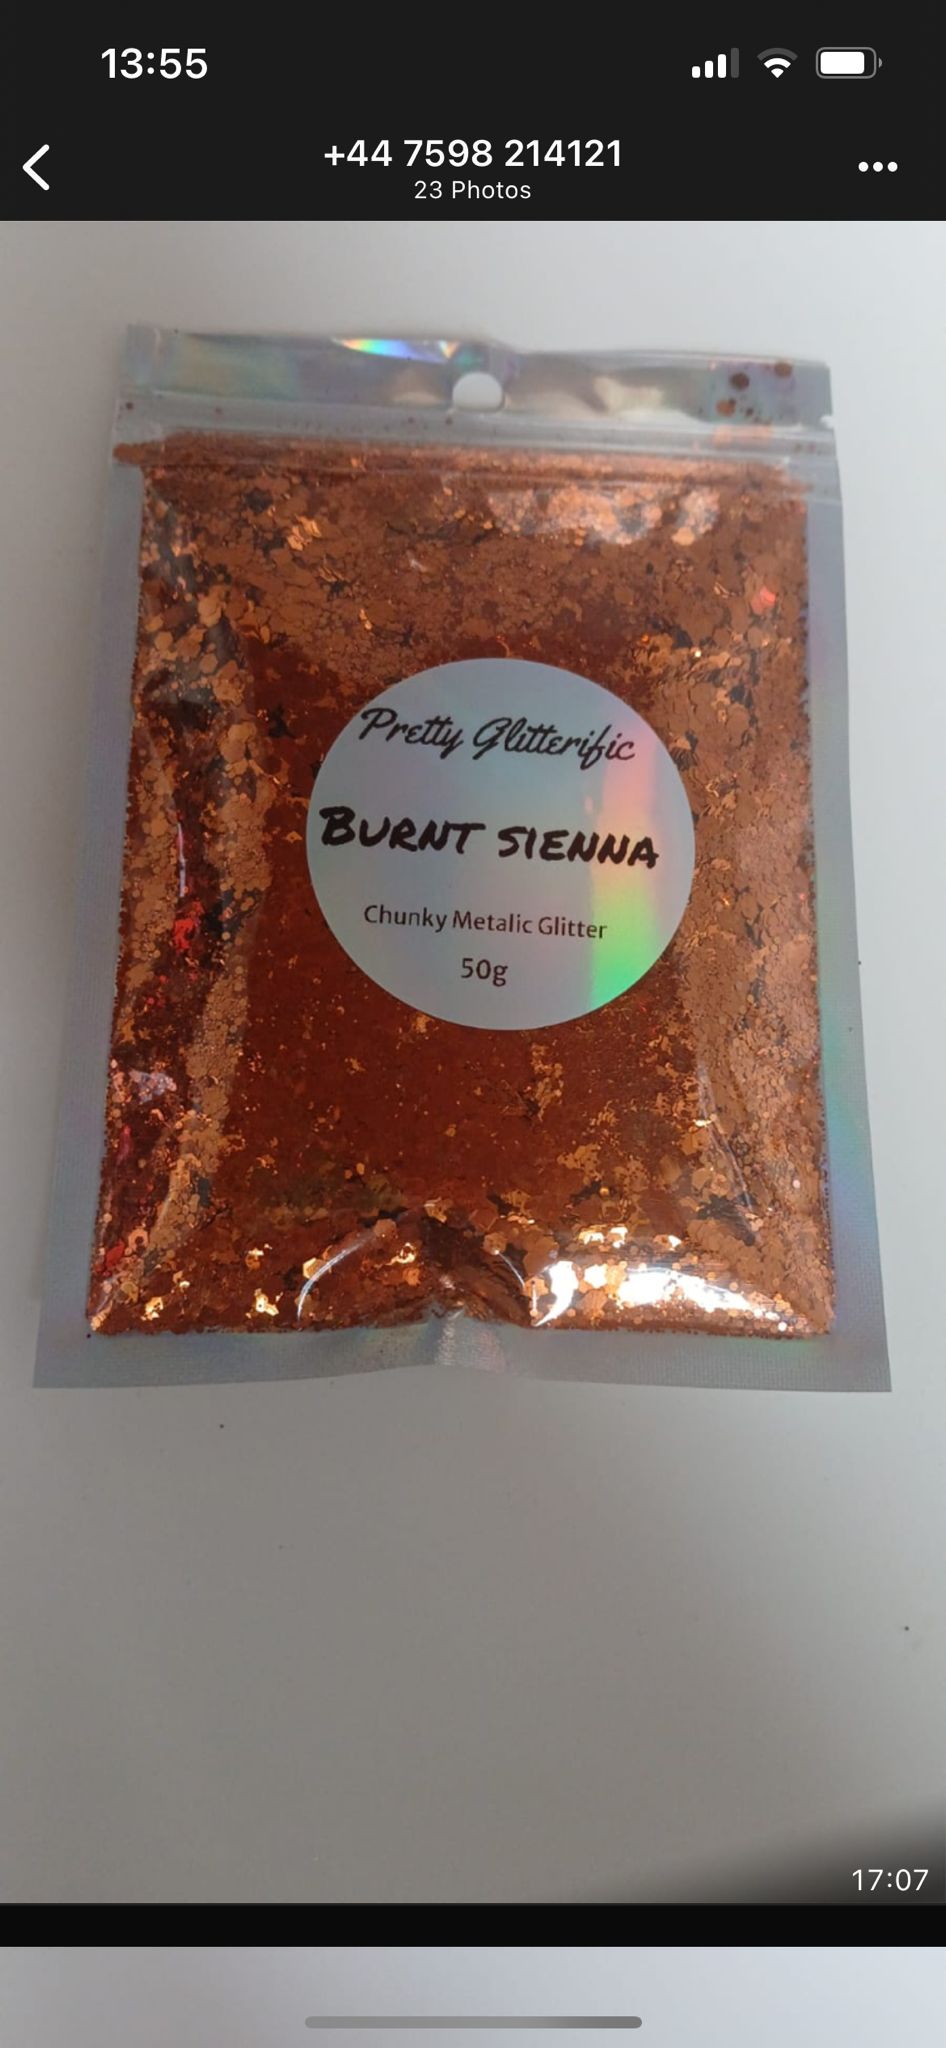 13:55
+44 7598 214121
23 Photos
Pretty Glitterific
BURNT SIENNA
Chunky Metalic Glitter
50g
17:07